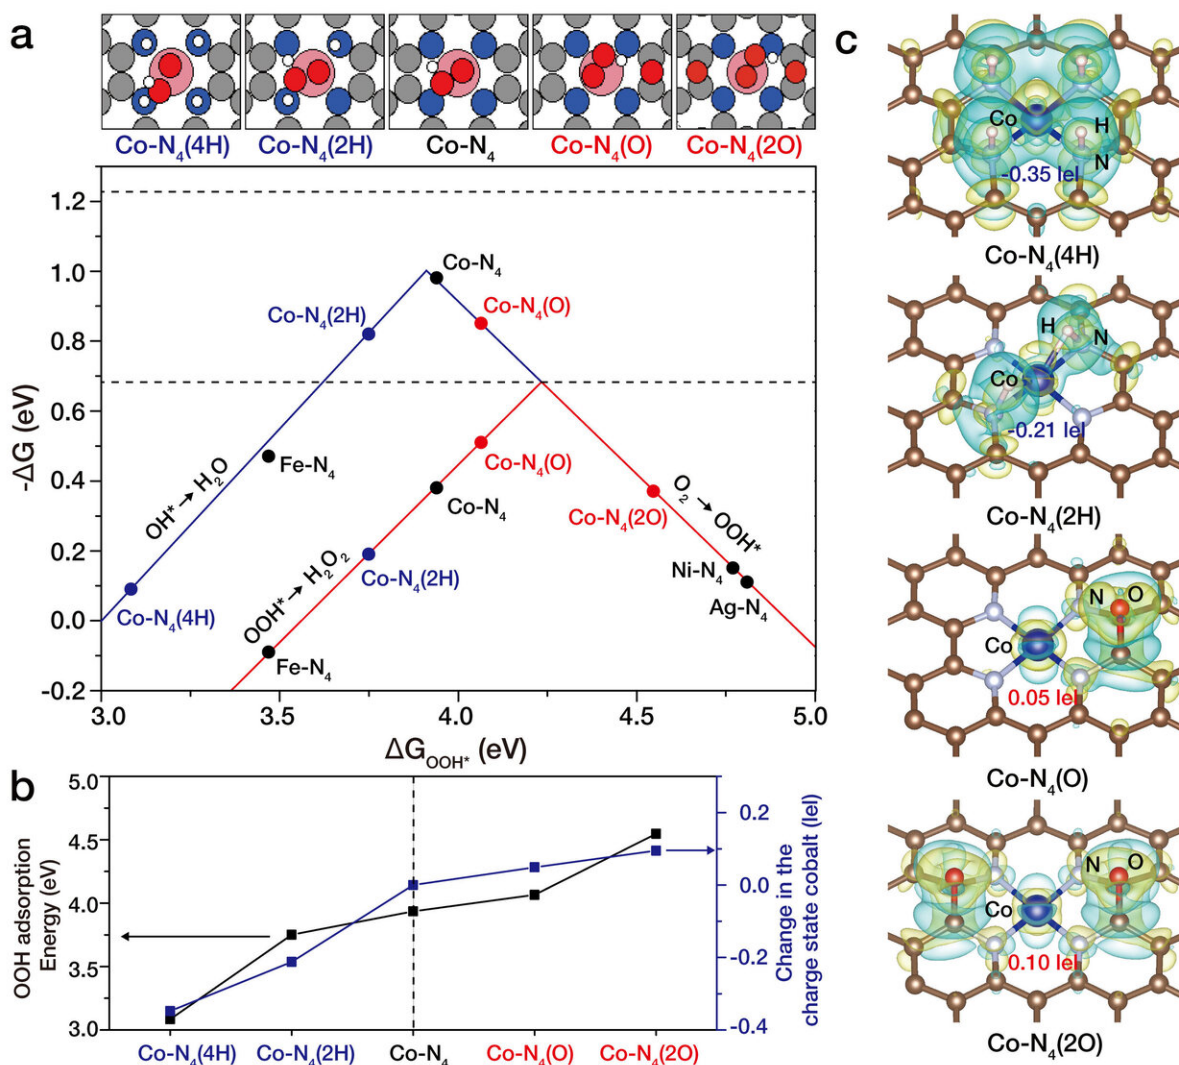 a
Co-N₄(4H) Co-N₄(2H) Co-N₄ Co-N₄(O) Co-N₄(2O)
-ΔG (eV)
1.2
1.0
0.8
0.6
0.4
0.2
0.0
-0.2
Co-N₄
Co-N₄(2H)
Co-N₄(O)
Fe-N₄
OH*→H₂O
Co-N₄(O)
Co-N₄
Co-N₄(2O)
O₂→OOH*
Co-N₄(2H)
Ni-N₄
Ag-N₄
Co-N₄(4H)
OOH*→H₂O₂
Fe-N₄
3.0 3.5 4.0 4.5 5.0
ΔG_OOH* (eV)
b
OOH adsorption
Energy (eV)
5.0
4.5
4.0
3.5
3.0
0.2
0.0
-0.2
-0.4
Change in the
charge state cobalt (lel)
Co-N₄(4H) Co-N₄(2H) Co-N₄ Co-N₄(O) Co-N₄(2O)
c
Co
H
N
-0.35 lel
Co-N₄(4H)
H
N
Co
-0.21 lel
Co-N₄(2H)
N O
Co
0.05 lel
Co-N₄(O)
N O
Co
0.10 lel
Co-N₄(2O)